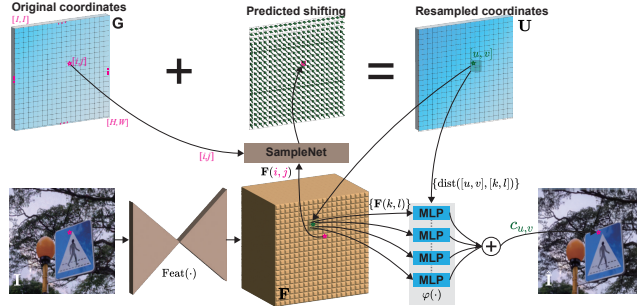 Original coordinates
Predicted shifting
Resampled coordinates
[1,1]
G
U
[i,j]
[u, v]
[H,W]
[i,j]
SampleNet
F(i, j)
{dist([u, v], [k, l])}
{F(k, l)}
MLP
MLP
MLP
MLP
c_{u,v}
Feat(·)
F
φ(·)
I
I